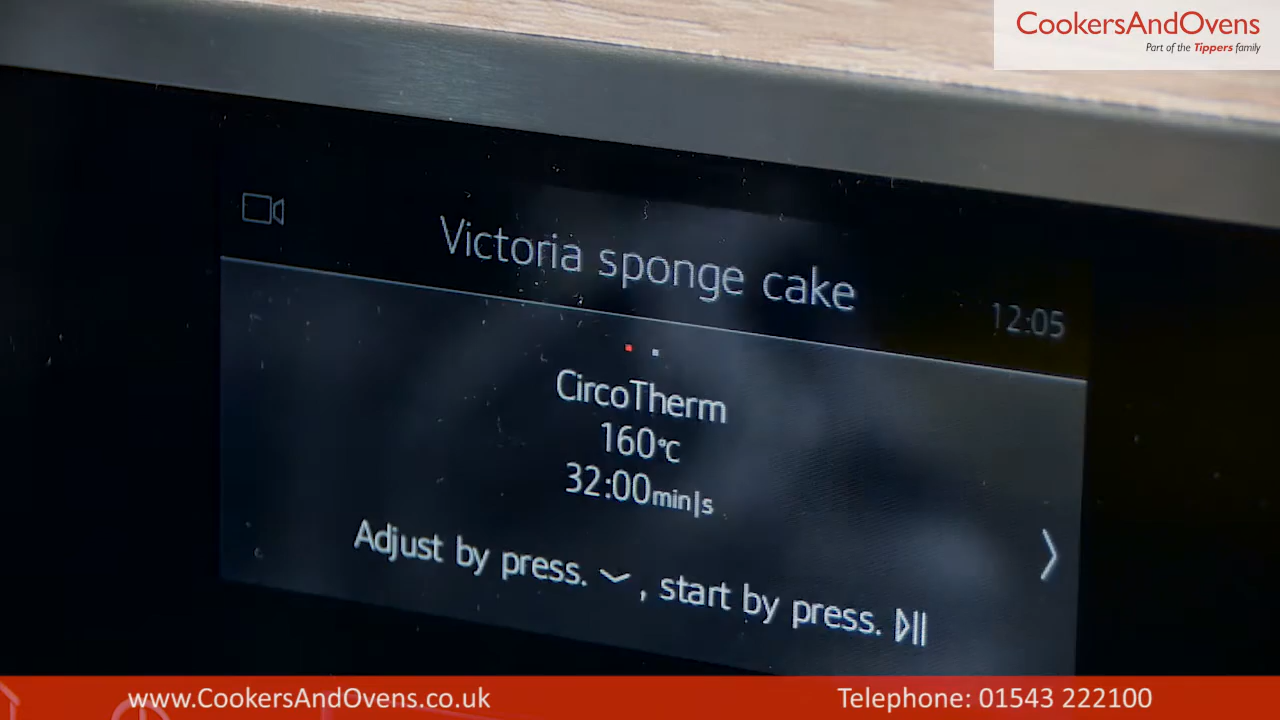 CookersAndOvens
Part of the Tippers family
Victoria sponge cake
12:05
CircoTherm
160°C
32:00min|s
Adjust by press. , start by press.
www.CookersAndOvens.co.uk
Telephone: 01543 222100